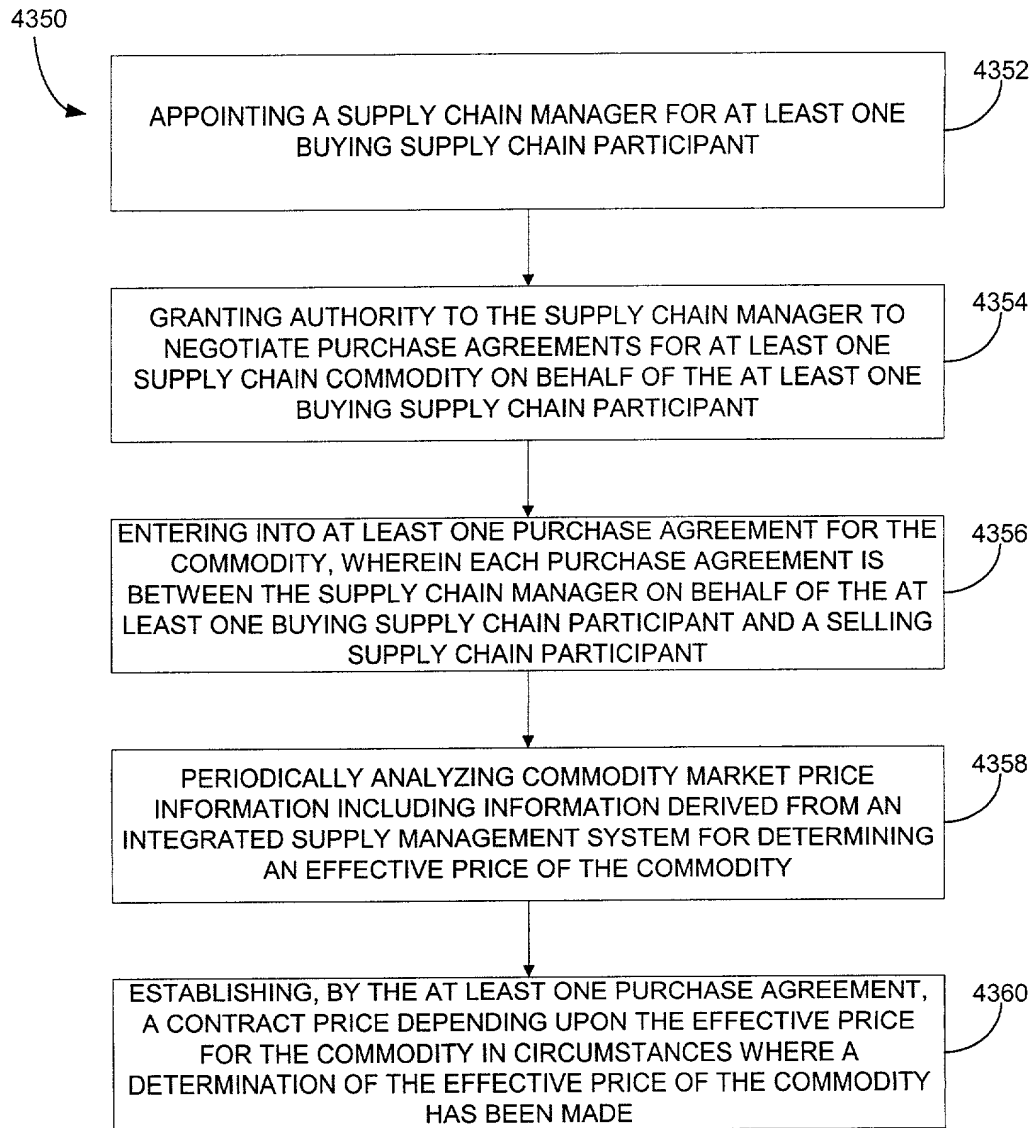 4350
4352
APPOINTING A SUPPLY CHAIN MANAGER FOR AT LEAST ONE
BUYING SUPPLY CHAIN PARTICIPANT
4354
GRANTING AUTHORITY TO THE SUPPLY CHAIN MANAGER TO
NEGOTIATE PURCHASE AGREEMENTS FOR AT LEAST ONE
SUPPLY CHAIN COMMODITY ON BEHALF OF THE AT LEAST ONE
BUYING SUPPLY CHAIN PARTICIPANT
4356
ENTERING INTO AT LEAST ONE PURCHASE AGREEMENT FOR THE
COMMODITY, WHEREIN EACH PURCHASE AGREEMENT IS
BETWEEN THE SUPPLY CHAIN MANAGER ON BEHALF OF THE AT
LEAST ONE BUYING SUPPLY CHAIN PARTICIPANT AND A SELLING
SUPPLY CHAIN PARTICIPANT
4358
PERIODICALLY ANALYZING COMMODITY MARKET PRICE
INFORMATION INCLUDING INFORMATION DERIVED FROM AN
INTEGRATED SUPPLY MANAGEMENT SYSTEM FOR DETERMINING
AN EFFECTIVE PRICE OF THE COMMODITY
4360
ESTABLISHING, BY THE AT LEAST ONE PURCHASE AGREEMENT,
A CONTRACT PRICE DEPENDING UPON THE EFFECTIVE PRICE
FOR THE COMMODITY IN CIRCUMSTANCES WHERE A
DETERMINATION OF THE EFFECTIVE PRICE OF THE COMMODITY
HAS BEEN MADE